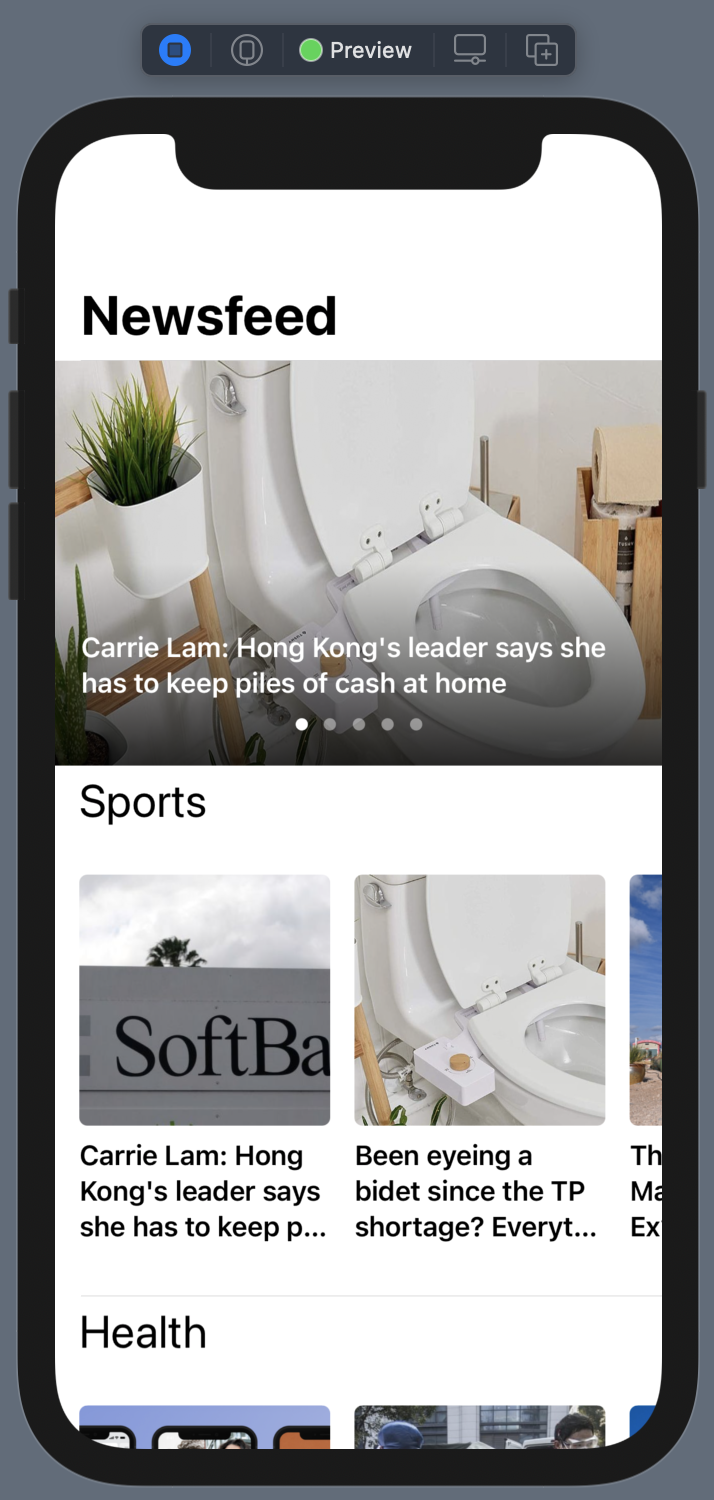 Preview
Newsfeed
Carrie Lam: Hong Kong's leader says she
has to keep piles of cash at home
Sports
SoftBa
Carrie Lam: Hong
Kong's leader says
she has to keep p...
Been eyeing a
bidet since the TP
shortage? Everyt...
Th
Ma
Ex
Health